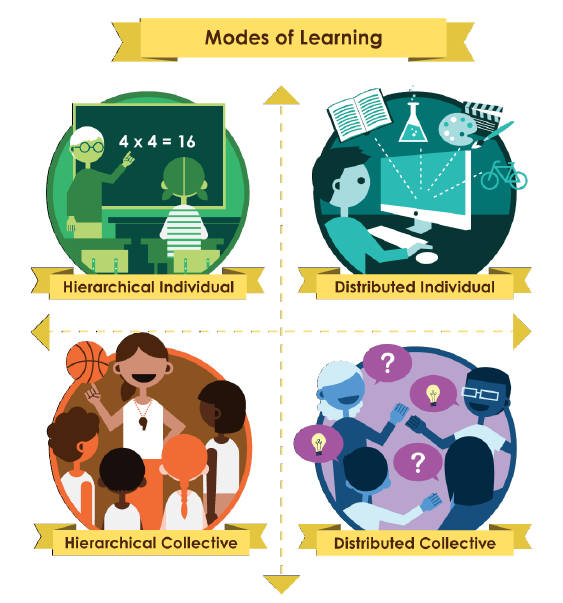 Modes of Learning
4 x 4 = 16
Hierarchical Individual
Distributed Individual
?
?
Hierarchical Collective
Distributed Collective